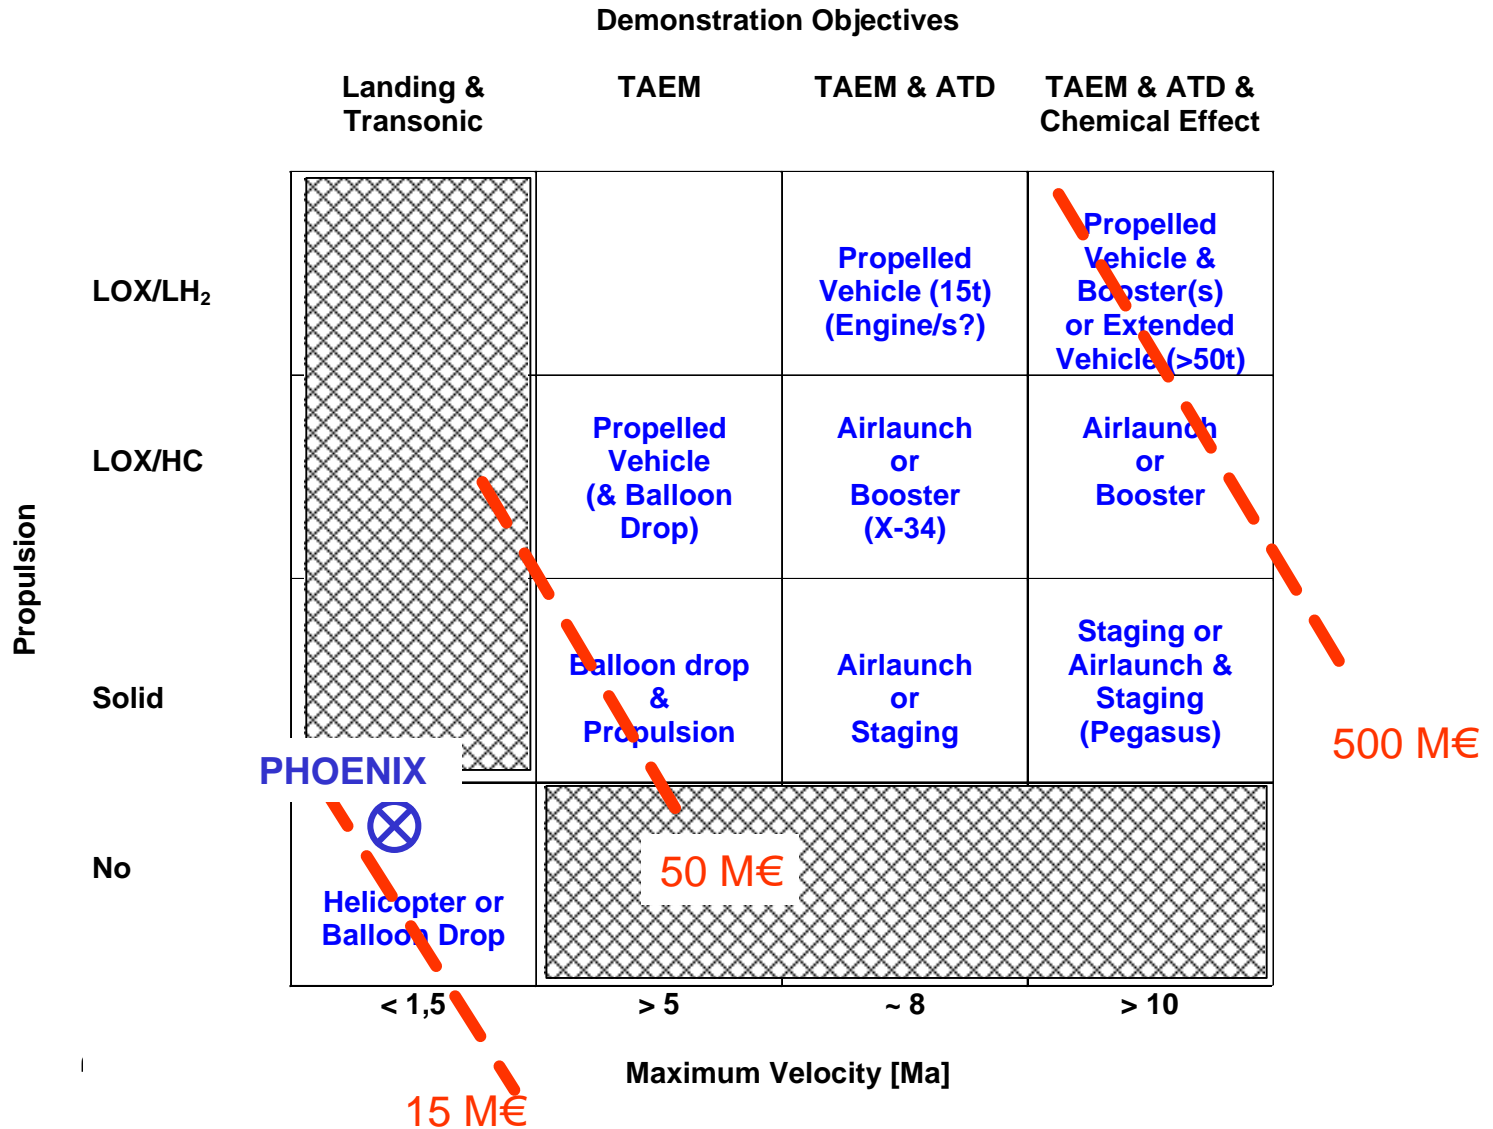 Demonstration Objectives
Landing &
Transonic
TAEM
TAEM & ATD
TAEM & ATD &
Chemical Effect
Propulsion
LOX/LH₂
Propelled
Vehicle (15t)
(Engine/s?)
Propelled
Vehicle &
Booster(s)
or Extended
Vehicle (>50t)
LOX/HC
Propelled
Vehicle
(& Balloon
Drop)
Airlaunch
or
Booster
(X-34)
Airlaunch
or
Booster
Solid
Balloon drop
&
Propulsion
Airlaunch
or
Staging
Staging or
Airlaunch &
Staging
(Pegasus)
500 M€
PHOENIX
No
Helicopter or
Balloon Drop
50 M€
< 1,5
> 5
~ 8
> 10
Maximum Velocity [Ma]
15 M€